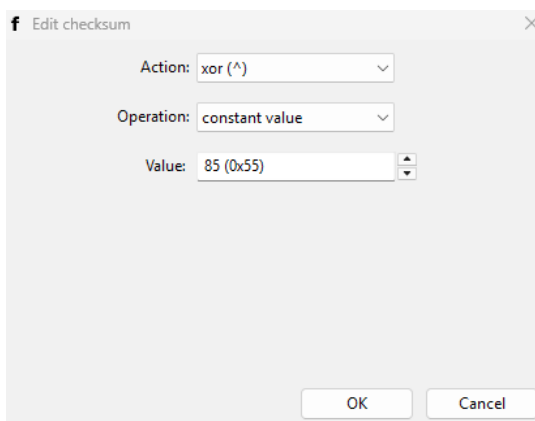 f Edit checksum
Action: xor (^)
Operation: constant value
Value: 85 (0x55)
OK Cancel